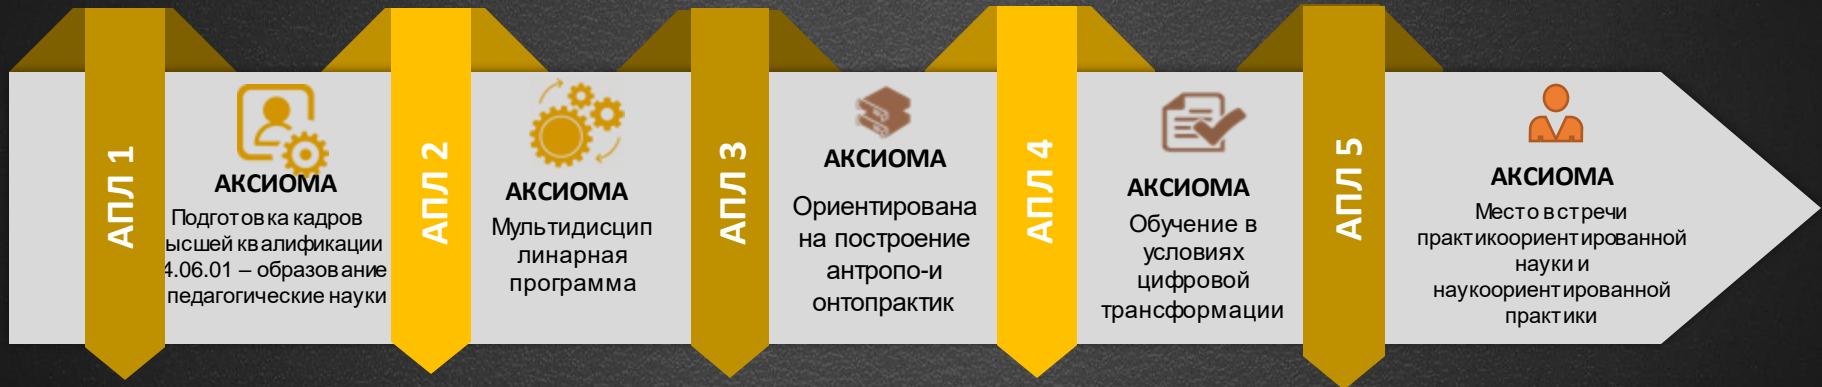 АПЛ 1
АКСИОМА
Подготовка кадров
ысшей квалификации
4.06.01 – образование
педагогические науки
АПЛ 2
АКСИОМА
Мультидисцип
линарная
программа
АПЛ 3
АКСИОМА
Ориентирована
на построение
антропо-и
онтопрактик
АПЛ 4
АКСИОМА
Обучение в
условиях
цифровой
трансформации
АПЛ 5
АКСИОМА
Место встречи
практикоориентированной
науки и
наукоориентированной
практики